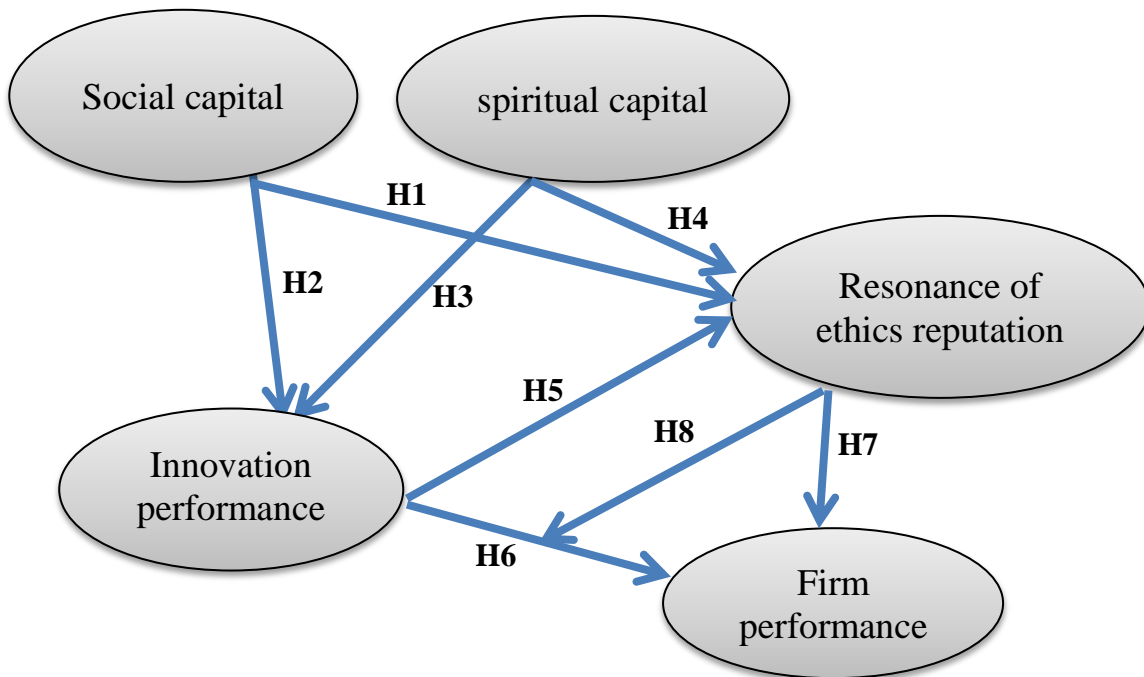 Social capital
spiritual capital
H1
H4
H2
H3
Resonance of
ethics reputation
H5
H8
H7
Innovation
performance
H6
Firm
performance